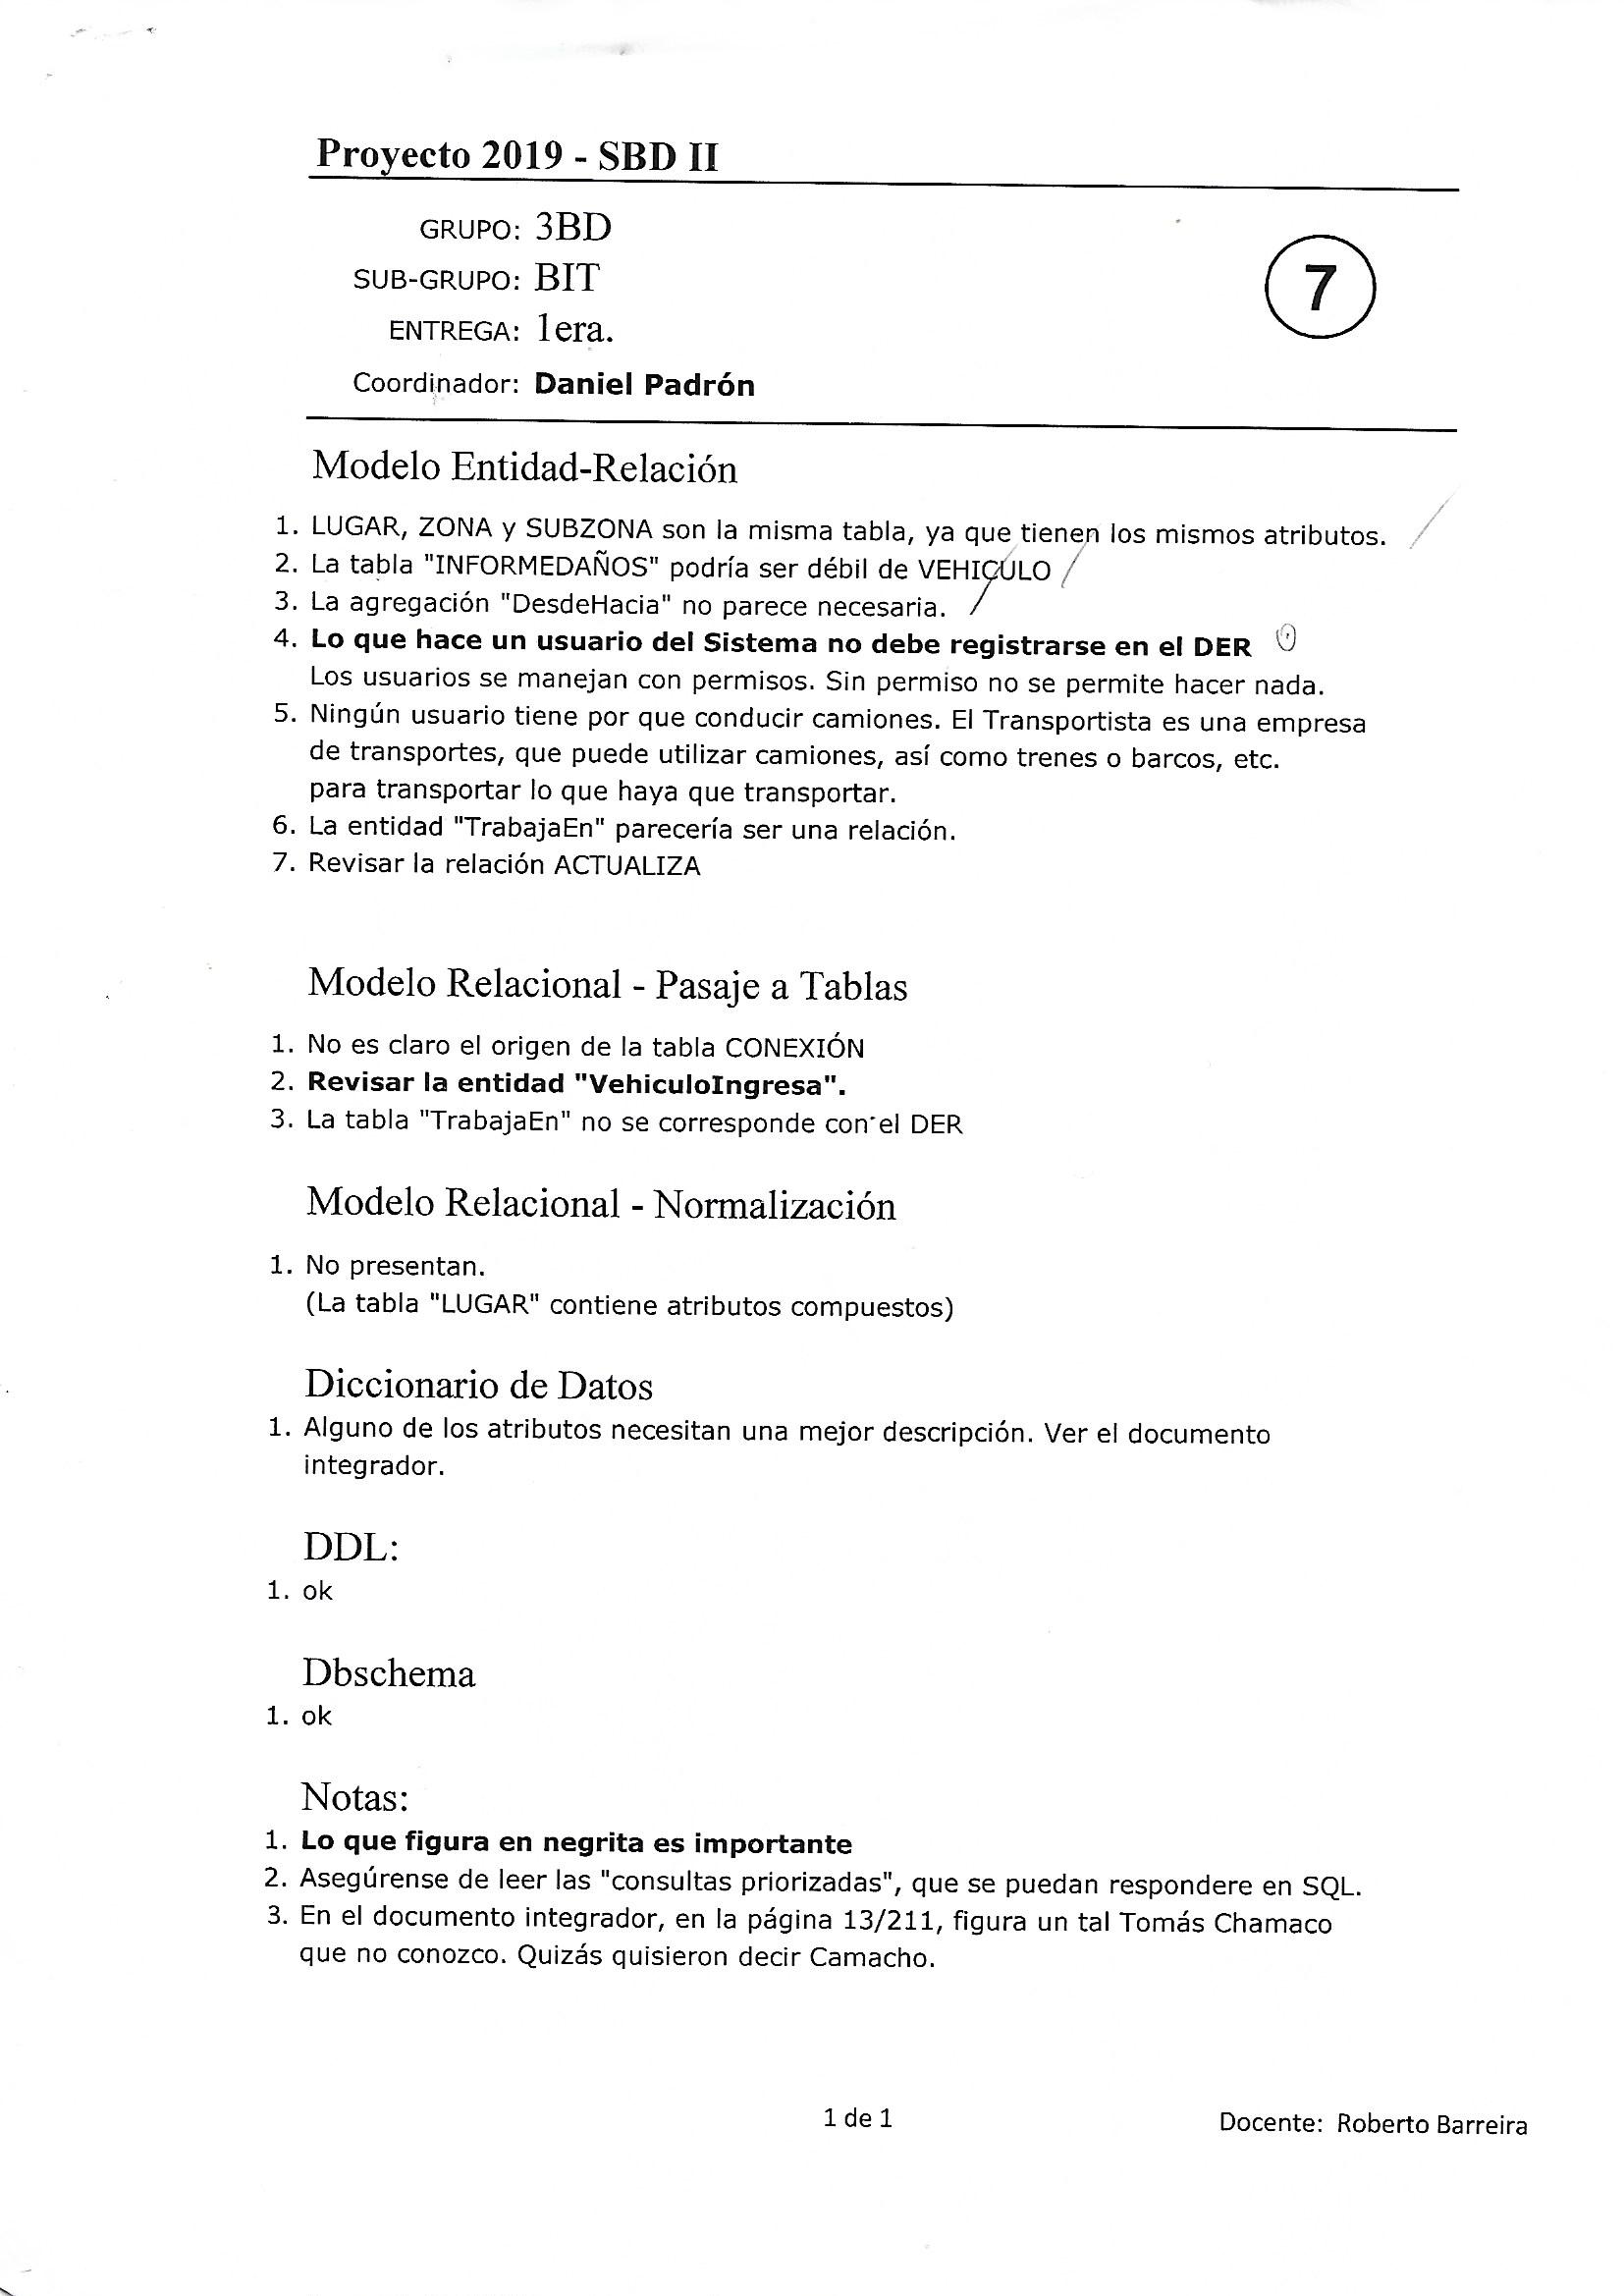 Proyecto 2019 - SBD II
GRUPO: 3BD
SUB-GRUPO: BIT
ENTREGA: 1era.
7
Coordinador: Daniel Padrón
Modelo Entidad-Relación
1. LUGAR, ZONA y SUBZONA son la misma tabla, ya que tienen los mismos atributos.
2. La tabla "INFORMEDAÑOS" podría ser débil de VEHICULO
3. La agregación "DesdeHacia" no parece necesaria.
4. Lo que hace un usuario del Sistema no debe registrarse en el DER
Los usuarios se manejan con permisos. Sin permiso no se permite hacer nada.
5. Ningún usuario tiene por que conducir camiones. El Transportista es una empresa
de transportes, que puede utilizar camiones, así como trenes o barcos, etc.
para transportar lo que haya que transportar.
6. La entidad "TrabajaEn" parecería ser una relación.
7. Revisar la relación ACTUALIZA
Modelo Relacional - Pasaje a Tablas
1. No es claro el origen de la tabla CONEXIÓN
2. Revisar la entidad "VehiculoIngresa".
3. La tabla "TrabajaEn" no se corresponde con el DER
Modelo Relacional - Normalización
1. No presentan.
(La tabla "LUGAR" contiene atributos compuestos)
Diccionario de Datos
1. Alguno de los atributos necesitan una mejor descripción. Ver el documento
integrador.
DDL:
1. ok
Dbschema
1. ok
Notas:
1. Lo que figura en negrita es importante
2. Asegúrense de leer las "consultas priorizadas", que se puedan respondere en SQL.
3. En el documento integrador, en la página 13/211, figura un tal Tomás Chamaco
que no conozco. Quizás quisieron decir Camacho.
1 de 1
Docente: Roberto Barreira